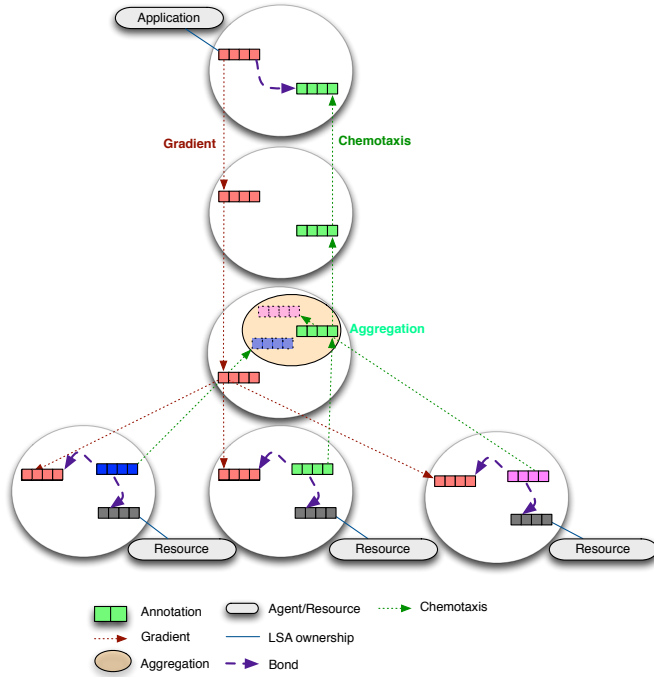 Application
Gradient
Chemotaxis
Aggregation
Resource
Resource
Resource
Annotation
Agent/Resource
Chemotaxis
Gradient
LSA ownership
Aggregation
Bond